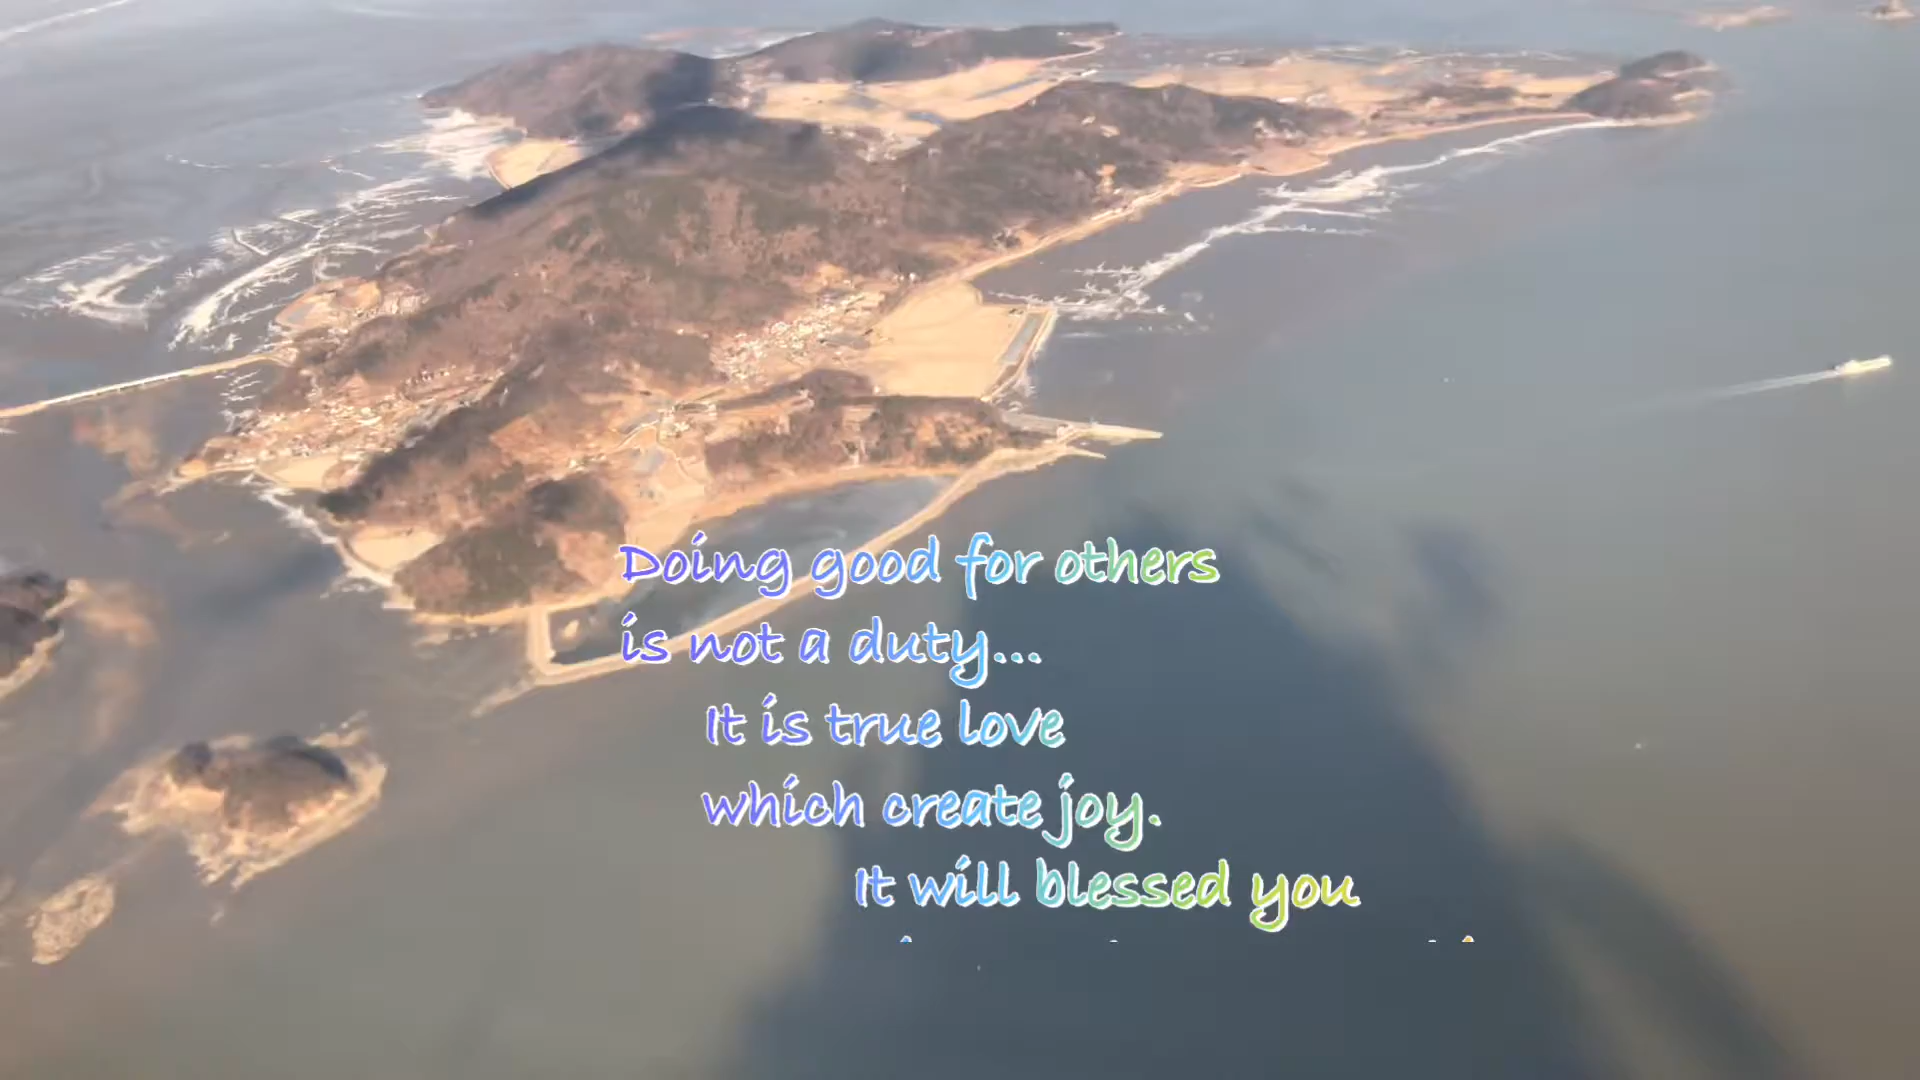 Doing good for others
is not a duty...
It is true love
which create joy.
It will blessed you